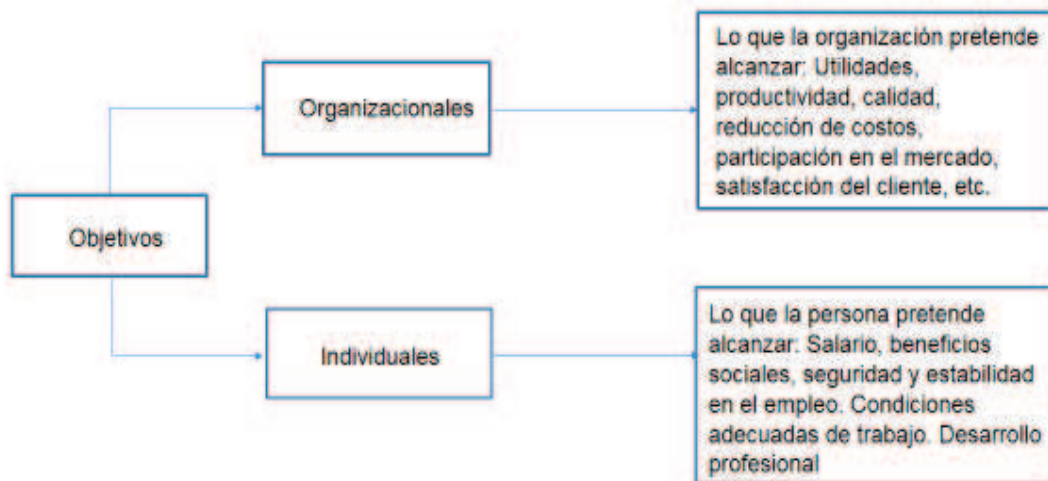 Objetivos
Organizacionales
Lo que la organización pretende
alcanzar: Utilidades,
productividad, calidad,
reducción de costos,
participación en el mercado,
satisfacción del cliente, etc.
Individuales
Lo que la persona pretende
alcanzar: Salario, beneficios
sociales, seguridad y estabilidad
en el empleo. Condiciones
adecuadas de trabajo. Desarrollo
profesional